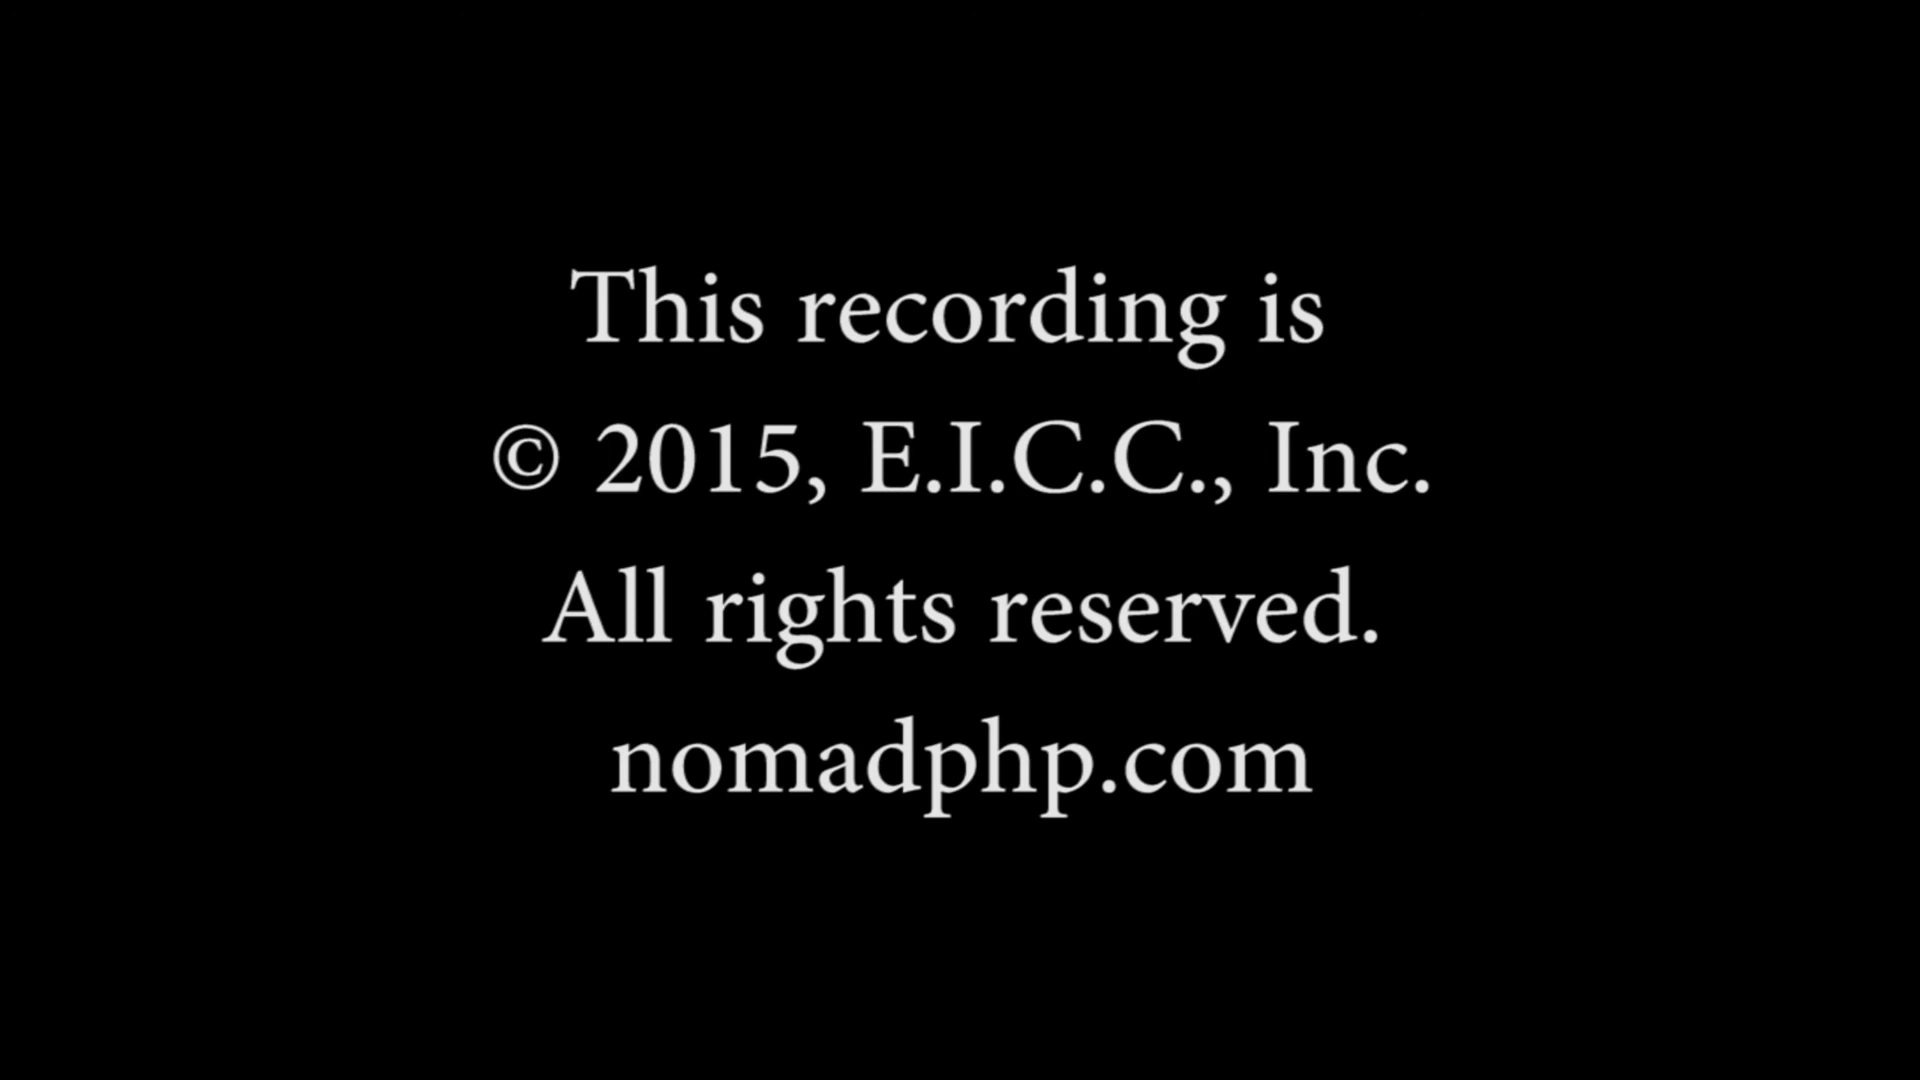 This recording is
© 2015, E.I.C.C., Inc.
All rights reserved.
nomadphp.com